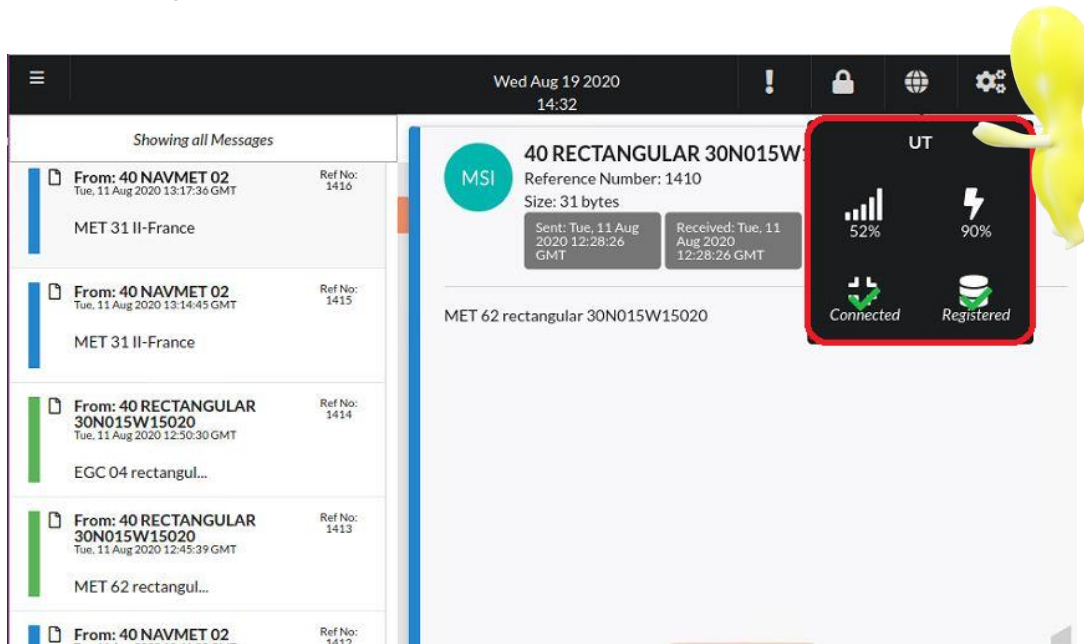 Wed Aug 19 2020
14:32
Showing all Messages
From: 40 NAVMET 02
Ref No:
1416
Tue, 11 Aug 2020 13:17:36 GMT
MET 31 II-France
From: 40 NAVMET 02
Ref No:
1415
Tue, 11 Aug 2020 13:14:45 GMT
MET 31 II-France
From: 40 RECTANGULAR
30N015W15020
Ref No:
1414
Tue, 11 Aug 2020 12:50:30 GMT
EGC 04 rectangul...
From: 40 RECTANGULAR
30N015W15020
Ref No:
1413
Tue, 11 Aug 2020 12:45:39 GMT
MET 62 rectangul...
From: 40 NAVMET 02
Ref No:
1412
MSI
40 RECTANGULAR 30N015W
Reference Number: 1410
Size: 31 bytes
Sent: Tue, 11 Aug
2020 12:28:26
GMT
Received: Tue, 11
Aug 2020
12:28:26 GMT
MET 62 rectangular 30N015W15020
UT
52%
90%
Connected
Registered